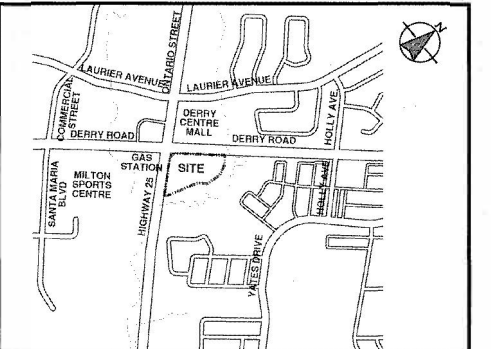 N
ONTARIO STREET
LAURIER AVENUE
LAURIER AVENUE
COMMERCIAL
STREET
DERRY
CENTRE
MALL
HOLLY AVE
DERRY ROAD
DERRY ROAD
GAS
STATION
SITE
SANTA MARIA
BLVD
MILTON
SPORTS
CENTRE
HIGHWAY 25
HOLLY AVE
YATES DRIVE